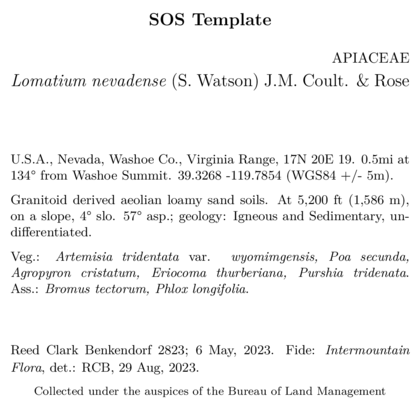 SOS Template
APIACEAE
Lomatium nevadense (S. Watson) J.M. Coult. & Rose
U.S.A., Nevada, Washoe Co., Virginia Range, 17N 20E 19. 0.5mi at
134° from Washoe Summit. 39.3268 -119.7854 (WGS84 +/- 5m).
Granitoid derived aeolian loamy sand soils. At 5,200 ft (1,586 m),
on a slope, 4° slo. 57° asp.; geology: Igneous and Sedimentary, un-
differentiated.
Veg.: Artemisia tridentata var. wyomimgensis, Poa secunda,
Agropyron cristatum, Eriocoma thurberiana, Purshia tridenata.
Ass.: Bromus tectorum, Phlox longifolia.
Reed Clark Benkendorf 2823; 6 May, 2023. Fide: Intermountain
Flora, det.: RCB, 29 Aug, 2023.
Collected under the auspices of the Bureau of Land Management